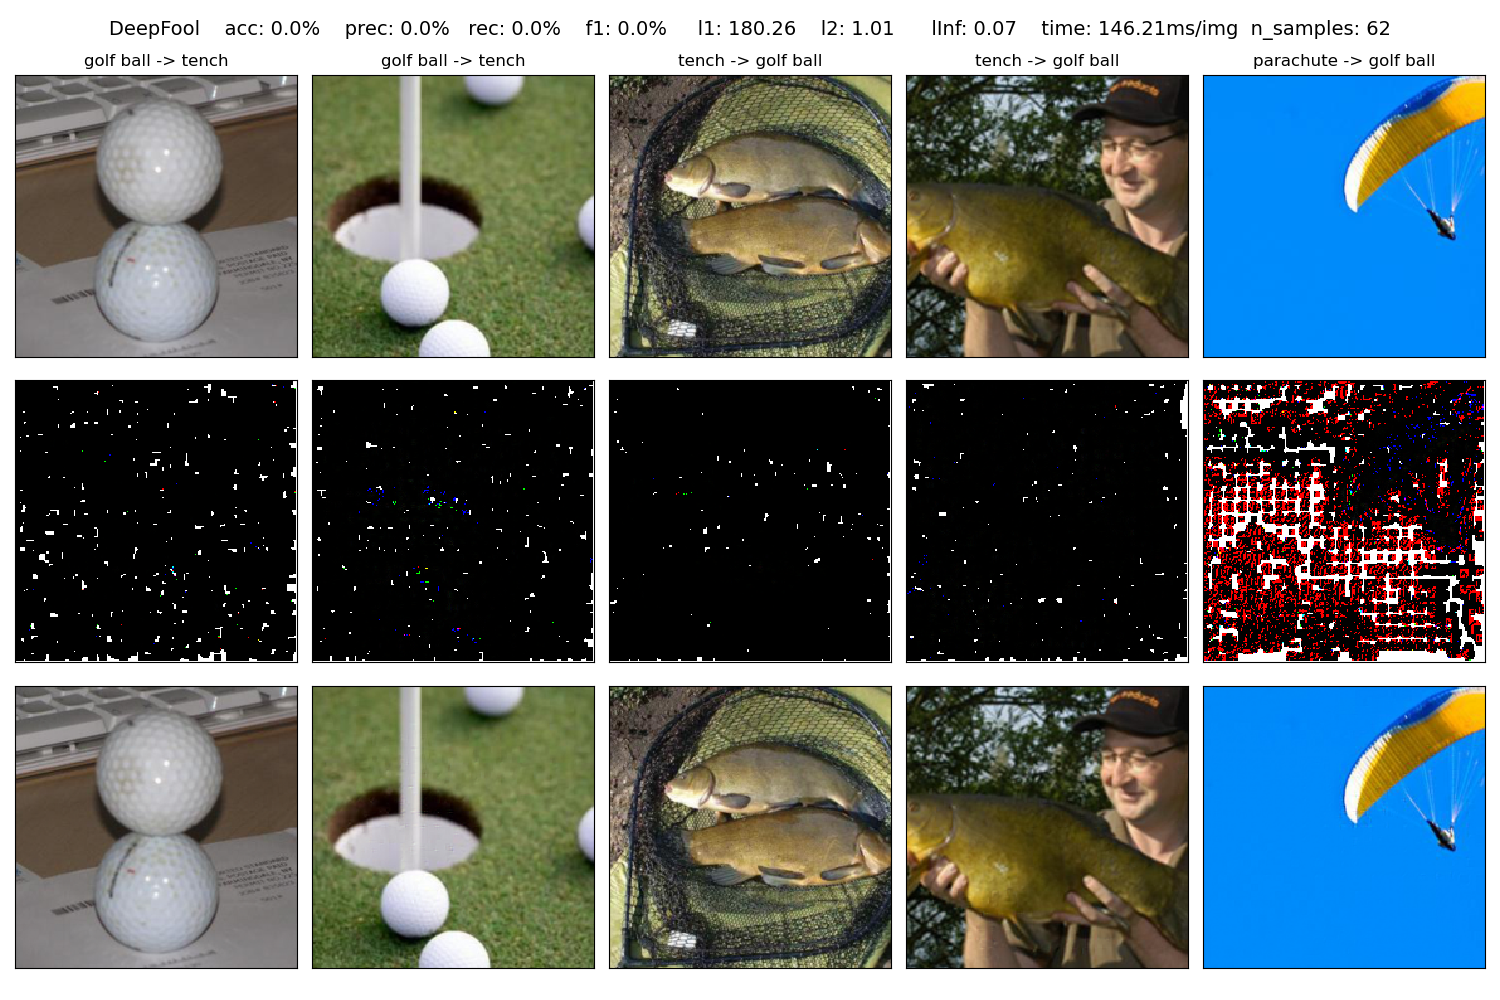 DeepFool acc: 0.0% prec: 0.0% rec: 0.0% f1: 0.0% l1: 180.26 l2: 1.01 lInf: 0.07 time: 146.21ms/img n_samples: 62
golf ball -> tench
golf ball -> tench
tench -> golf ball
tench -> golf ball
parachute -> golf ball